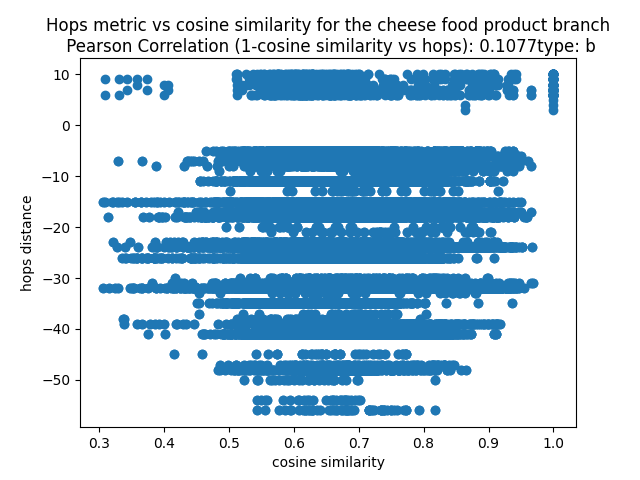 Hops metric vs cosine similarity for the cheese food product branch
Pearson Correlation (1-cosine similarity vs hops): 0.1077type: b
10
0
−10
−20
−30
−40
−50
hops distance
0.3 0.4 0.5 0.6 0.7 0.8 0.9 1.0
cosine similarity